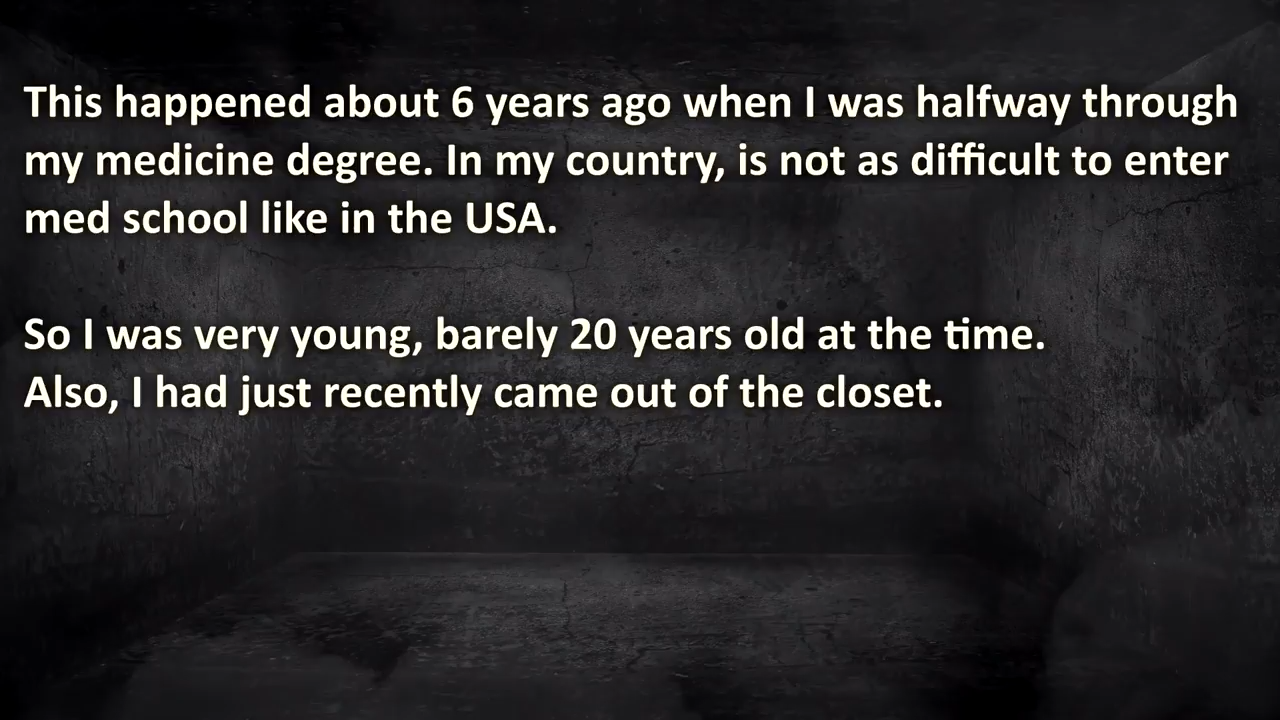 This happened about 6 years ago when I was halfway through
my medicine degree. In my country, is not as difficult to enter
med school like in the USA.
So I was very young, barely 20 years old at the time.
Also, I had just recently came out of the closet.